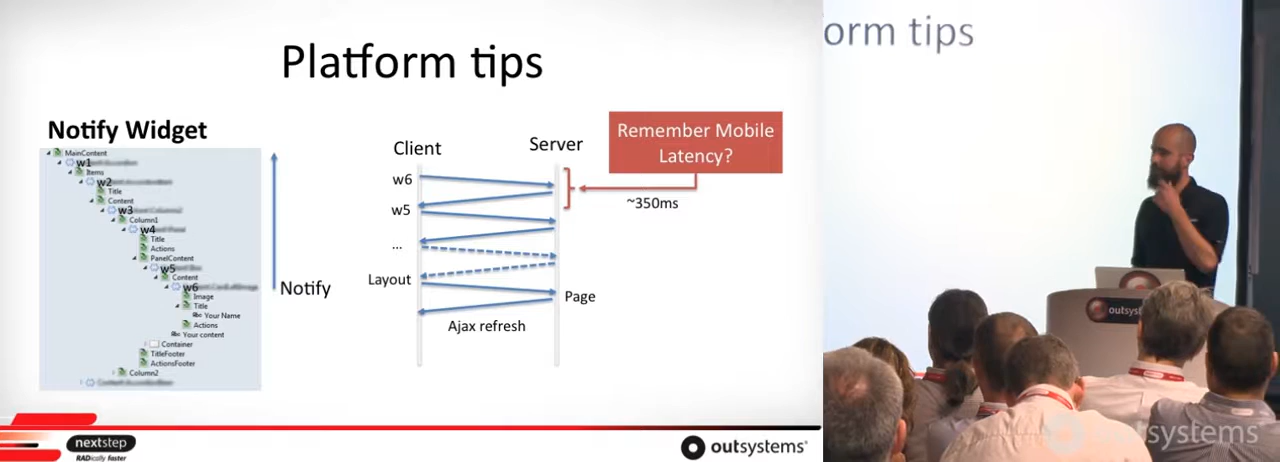 Platform tips
Notify Widget
MainContent
w1
Items
w2
Title
Content
w3
Column1
w4
Title
Actions
PanelContent
w5
Content
w6
Image
Title
Your Name
Actions
Your content
Container
TitleFooter
ActionsFooter
Column2
Notify
Client
Server
w6
w5
...
Layout
Page
Ajax refresh
Remember Mobile
Latency?
~350ms
nextstep
RADically faster
outsystems
orm tips
outsyst
outsystems